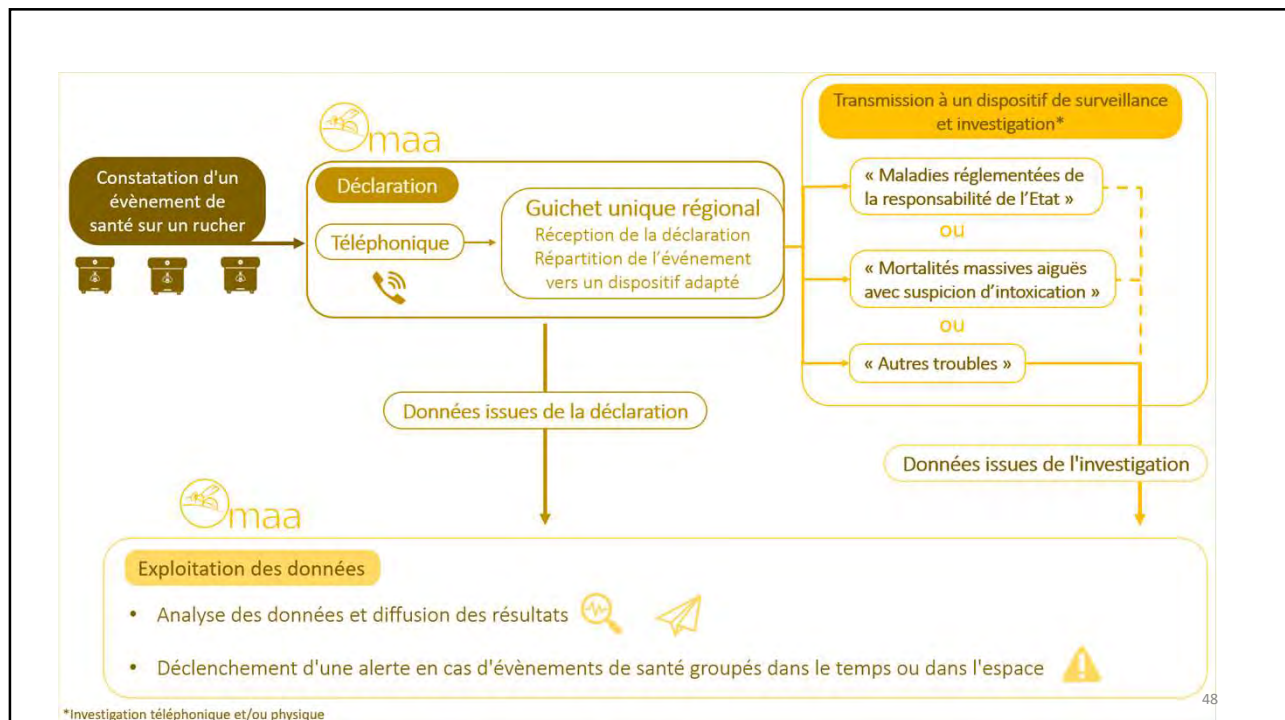 Constatation d'un
évènement de
santé sur un rucher
maa
Déclaration
Téléphonique
Guichet unique régional
Réception de la déclaration
Répartition de l'événement
vers un dispositif adapté
Transmission à un dispositif de surveillance
et investigation*
« Maladies réglementées de
la responsabilité de l'Etat »
ou
« Mortalités massives aiguës
avec suspicion d'intoxication »
ou
« Autres troubles »
Données issues de la déclaration
Données issues de l'investigation
maa
Exploitation des données
• Analyse des données et diffusion des résultats
• Déclenchement d'une alerte en cas d'évènements de santé groupés dans le temps ou dans l'espace
48
*Investigation téléphonique et/ou physique